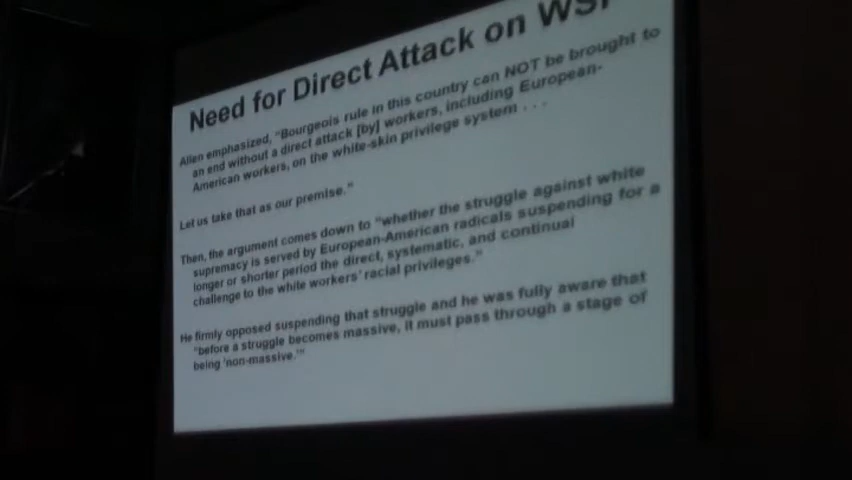 Need for Direct Attack on WSP
Allen emphasized, "Bourgeois rule in this country can NOT be brought to
an end without a direct attack [by] workers, including European-
American workers, on the white-skin privilege system . . .
Let us take that as our premise."
Then, the argument comes down to "whether the struggle against white
supremacy is served by European-American radicals suspending for a
longer or shorter period the direct, systematic, and continual
challenge to the white workers' racial privileges."
He firmly opposed suspending that struggle and he was fully aware that
"before a struggle becomes massive, it must pass through a stage of
being 'non-massive.'"